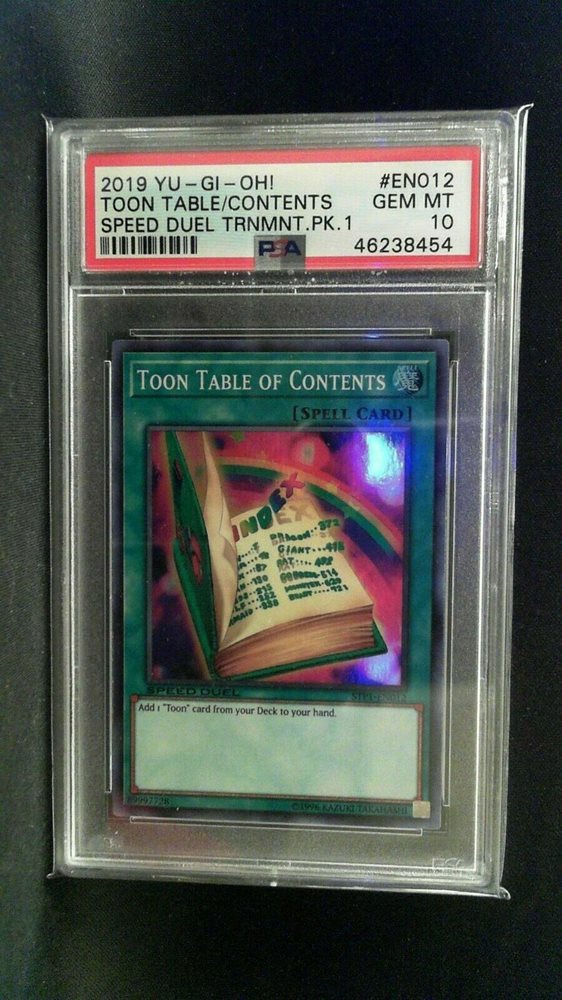 2019 YU-GI-OH! #EN012
TOON TABLE/CONTENTS GEM MT
SPEED DUEL TRNMNT.PK.1 10
PSA 46238454
TOON TABLE OF CONTENTS
[SPELL CARD]
INDEX
GIANT...
SPEED DUEL
Add 1 "Toon" card from your Deck to your hand.
89997728 ©1996 KAZUKI TAKAHASHI